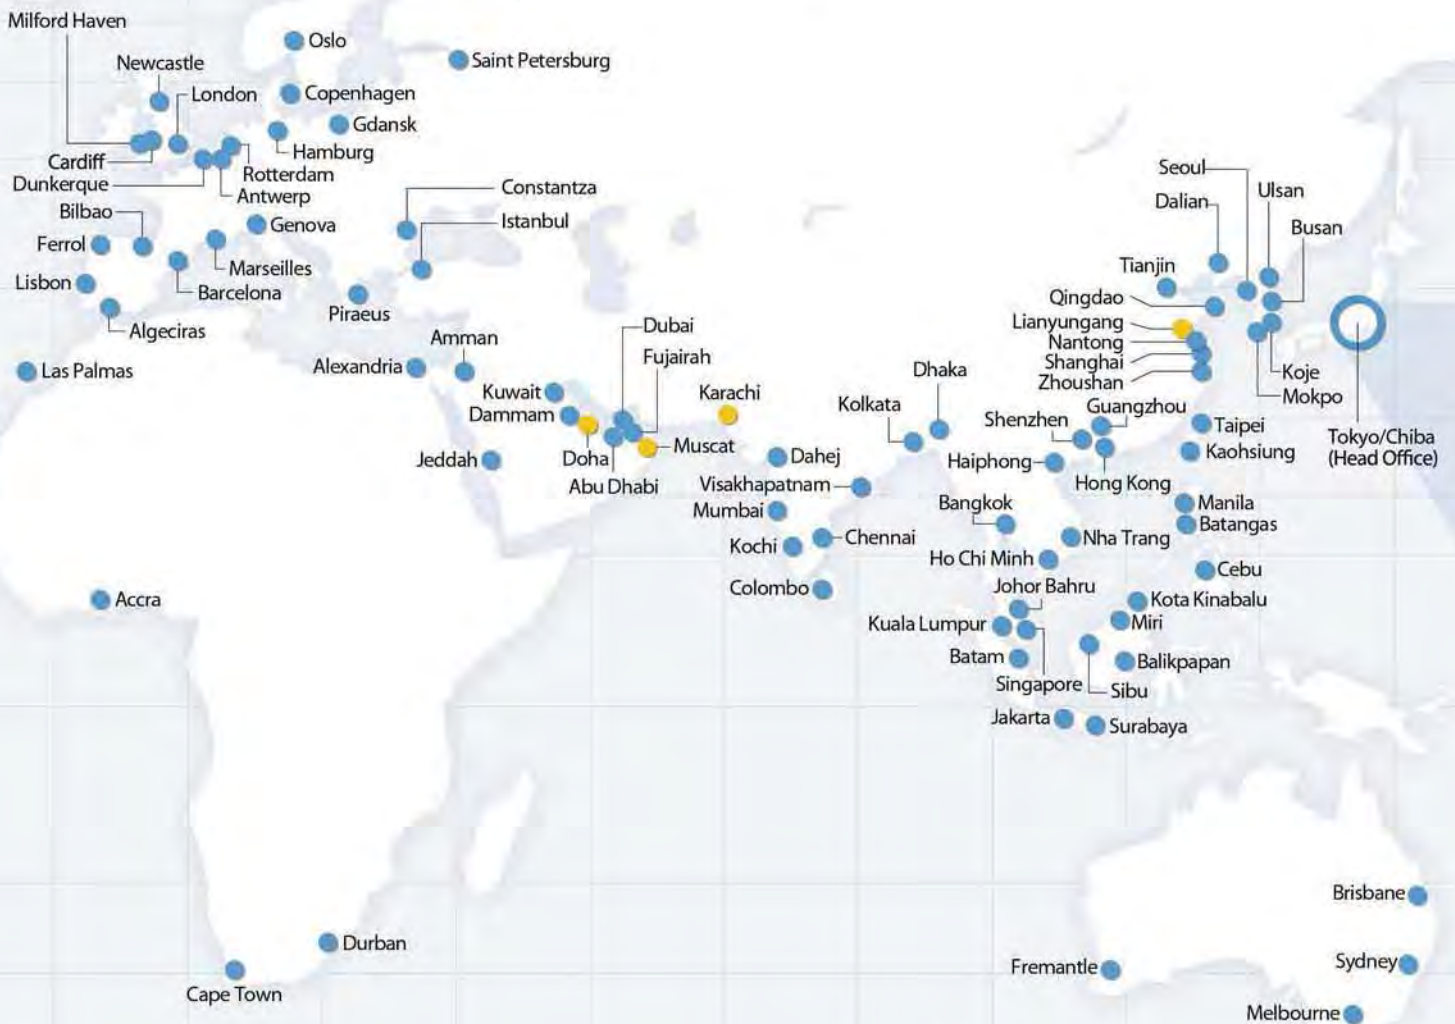 Milford Haven
Oslo
Newcastle
Saint Petersburg
London
Copenhagen
Gdansk
Cardiff
Hamburg
Dunkerque
Rotterdam
Antwerp
Bilbao
Constantza
Genova
Istanbul
Ferrol
Marseilles
Lisbon
Barcelona
Piraeus
Algeciras
Las Palmas
Alexandria
Amman
Dubai
Fujairah
Kuwait
Dammam
Karachi
Jeddah
Doha
Muscat
Abu Dhabi
Dahej
Visakhapatnam
Mumbai
Kochi
Chennai
Colombo
Kolkata
Dhaka
Seoul
Dalian
Ulsan
Busan
Tianjin
Qingdao
Lianyungang
Nantong
Shanghai
Zhoushan
Koje
Mokpo
Tokyo/Chiba
(Head Office)
Guangzhou
Shenzhen
Taipei
Kaohsiung
Haiphong
Hong Kong
Bangkok
Manila
Batangas
Nha Trang
Ho Chi Minh
Cebu
Johor Bahru
Kota Kinabalu
Kuala Lumpur
Miri
Batam
Balikpapan
Singapore
Sibu
Jakarta
Surabaya
Accra
Durban
Cape Town
Brisbane
Fremantle
Sydney
Melbourne